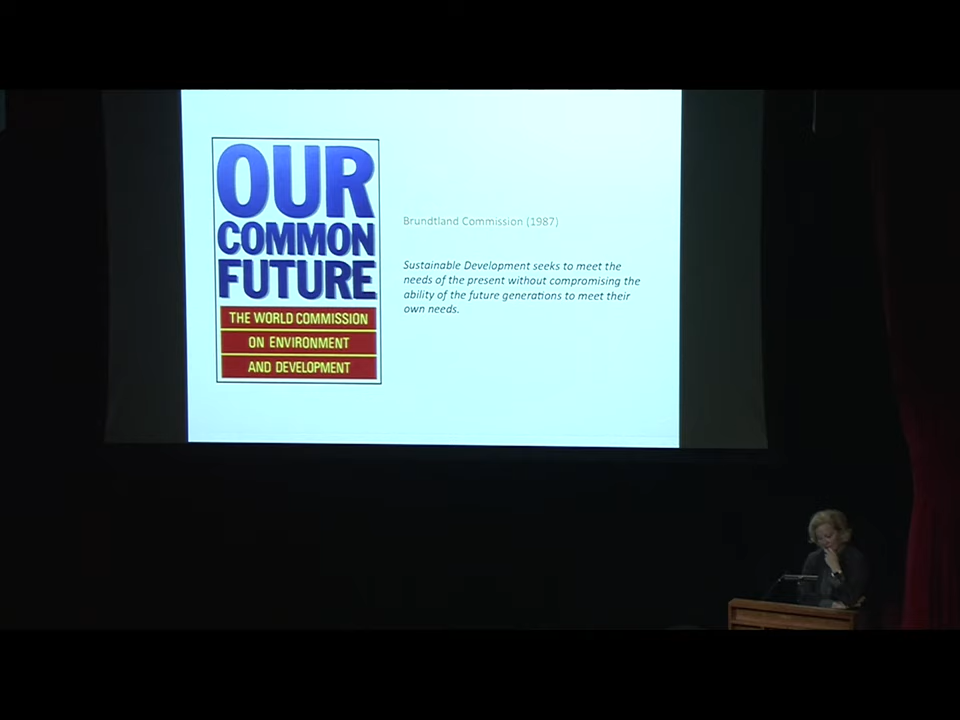 OUR
COMMON
FUTURE
THE WORLD COMMISSION
ON ENVIRONMENT
AND DEVELOPMENT
Brundtland Commission (1987)
Sustainable Development seeks to meet the
needs of the present without compromising the
ability of the future generations to meet their
own needs.